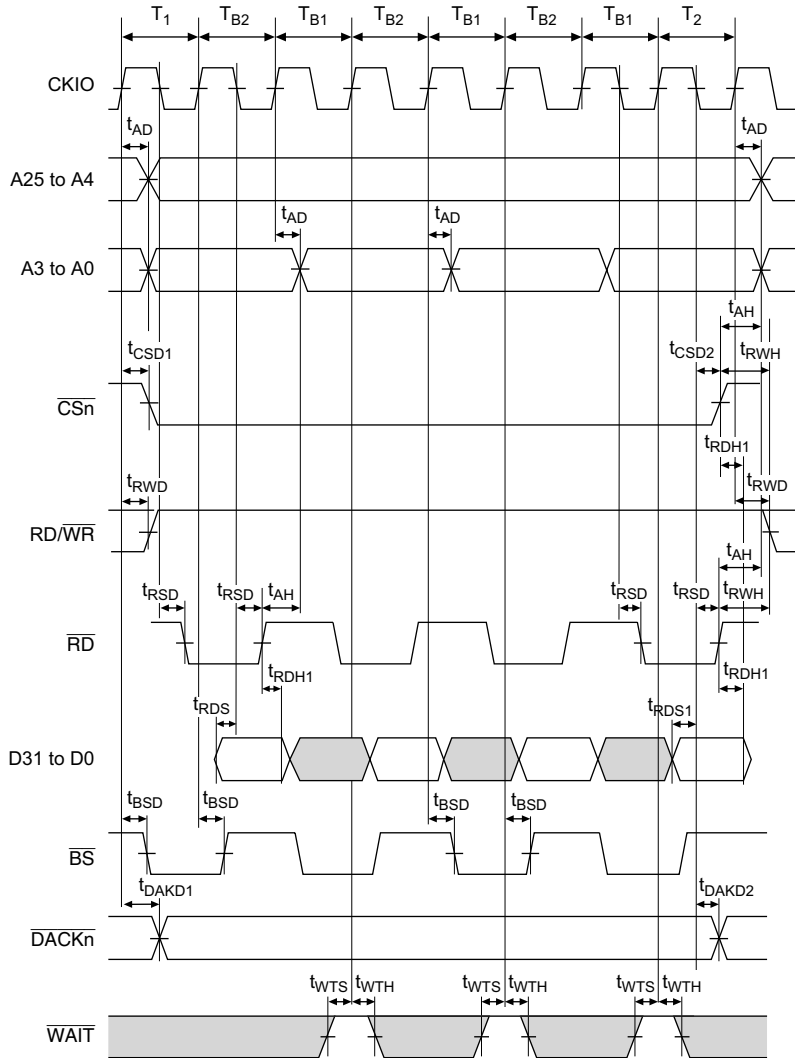 T1 TB2 TB1 TB2 TB1 TB2 TB1 T2
CKIO
tAD tAD
A25 to A4
tAD tAD
A3 to A0
tAH
tCSD1 tCSD2 tRWH
CSn
tRDH1
tRWD tRWD
RD/WR
tAH
tRSD tRSD tAH tRSD tRSD tRWH
RD
tRDH1 tRDH1
tRDS tRDS1
D31 to D0
tBSD tBSD tBSD tBSD
BS
tDAKD1 tDAKD2
DACKn
tWTS tWTH tWTS tWTH tWTS tWTH
WAIT